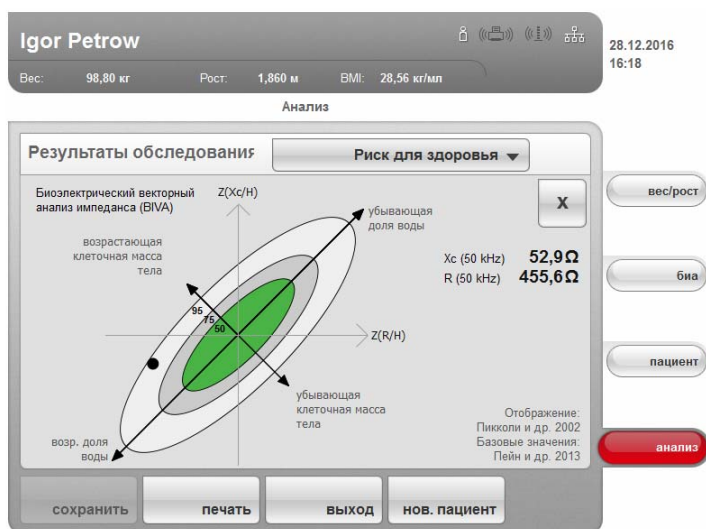 Igor Petrow
Вес: 98,80 кг Рост: 1,860 м BMI: 28,56 кг/мп
28.12.2016
16:18
Анализ
Результаты обследования
Риск для здоровья
Биоэлектрический векторный
анализ импеданса (BIVA)
Z(Xc/H)
убывающая
доля воды
X
возрастающая
клеточная масса
тела
Xc (50 kHz) 52,9Ω
R (50 kHz) 455,6Ω
95
75
50
Z(R/H)
убывающая
клеточная масса
тела
возр. доля
воды
Отображение:
Пикколи и др. 2002
Базовые значения:
Пейн и др. 2013
вес/рост
биа
пациент
анализ
сохранить печать выход нов. пациент